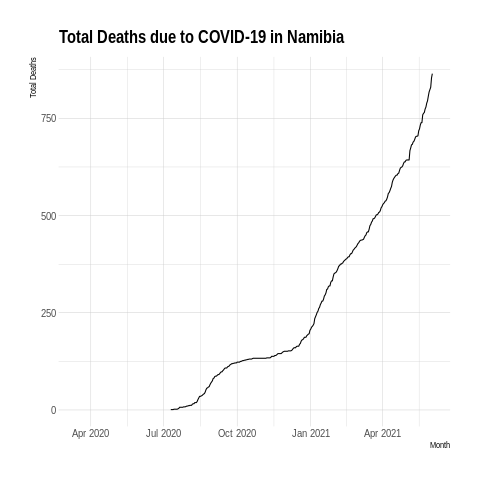 Total Deaths due to COVID-19 in Namibia
Total Deaths
750
500
250
0
Apr 2020 Jul 2020 Oct 2020 Jan 2021 Apr 2021
Month